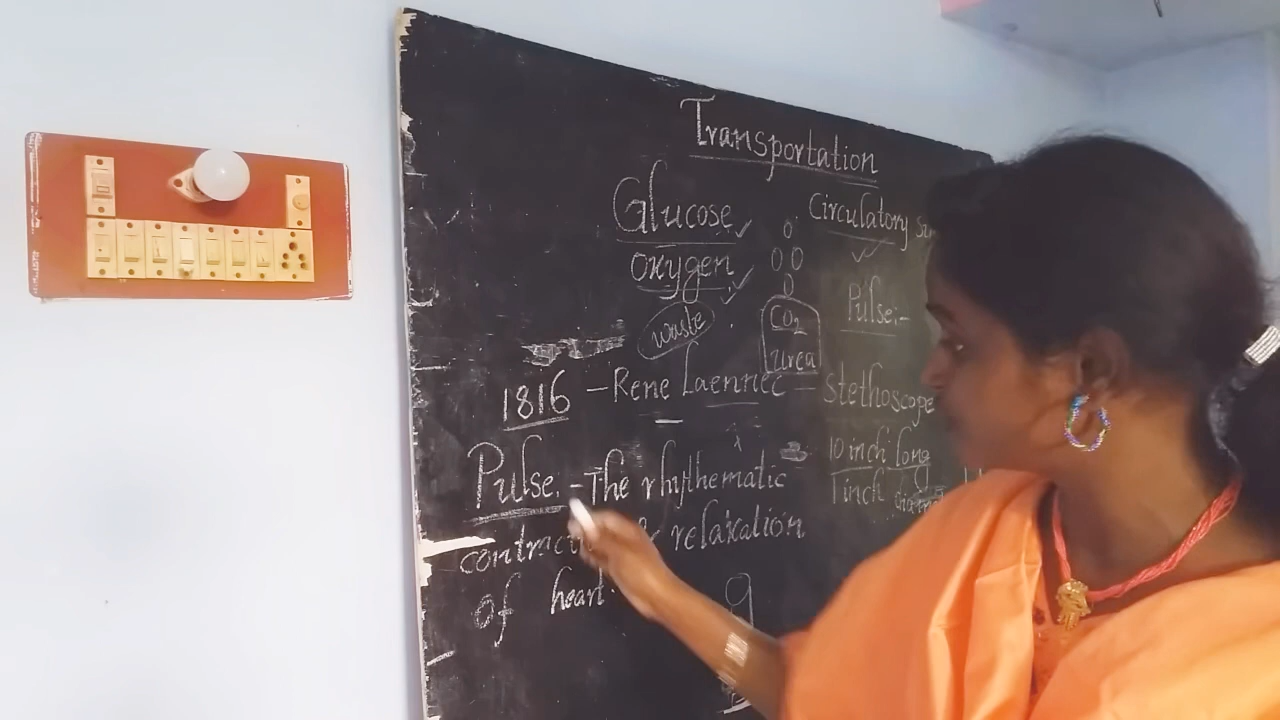 Transportation
Glucose
Oxygen
waste
CO2
Urea
Circulatory
Pulse:-
1816 – Rene Laennec – Stethoscope
10 inch long
1 inch
Pulse:- The rhythematic
& relaxation
of heart.